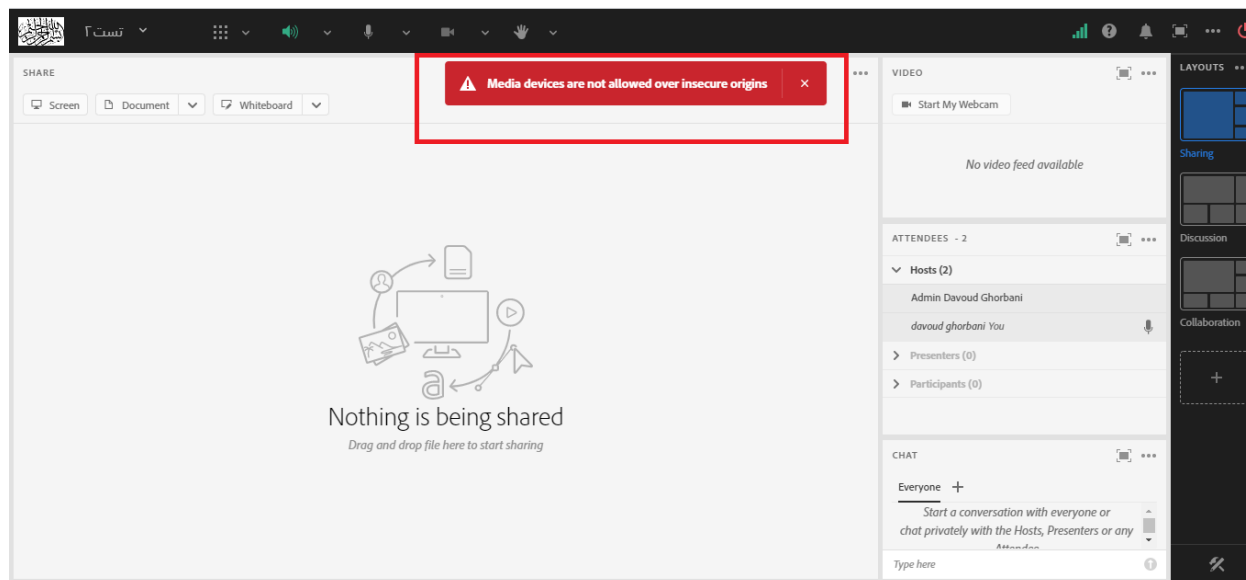 تست۲
SHARE
Media devices are not allowed over insecure origins
Screen
Document
Whiteboard
Nothing is being shared
Drag and drop file here to start sharing
VIDEO
Start My Webcam
No video feed available
ATTENDEES - 2
Hosts (2)
Admin Davoud Ghorbani
davoud ghorbani You
Presenters (0)
Participants (0)
CHAT
Everyone
Start a conversation with everyone or
chat privately with the Hosts, Presenters or any
Attendee
Type here
LAYOUTS
Sharing
Discussion
Collaboration